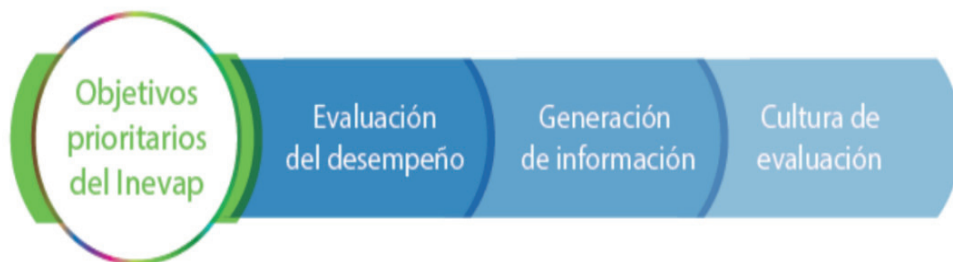 Objetivos
prioritarios
del Inevap
Evaluación
del desempeño
Generación
de información
Cultura de
evaluación